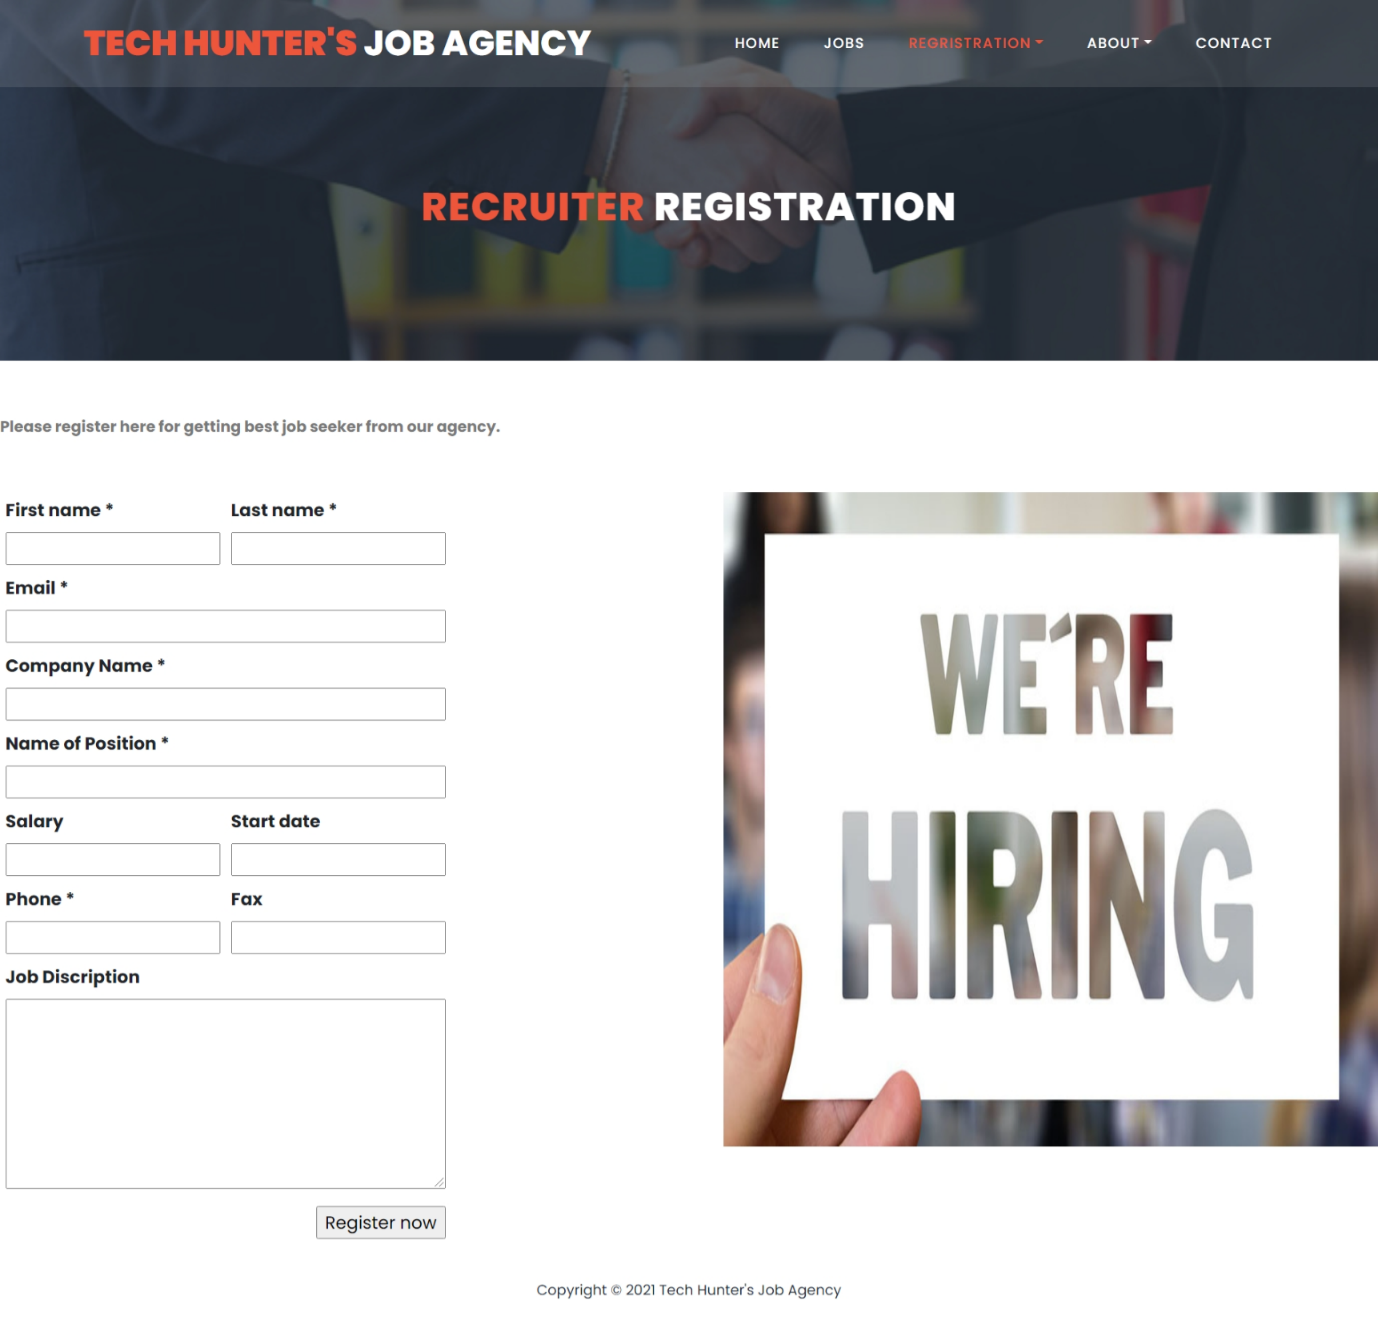 TECH HUNTER'S JOB AGENCY
HOME JOBS REGRISTRATION ABOUT CONTACT
RECRUITER REGISTRATION
Please register here for getting best job seeker from our agency.
First name * Last name *
Email *
Company Name *
Name of Position *
Salary Start date
Phone * Fax
Job Discription
Register now
WE´RE
HIRING
Copyright © 2021 Tech Hunter's Job Agency